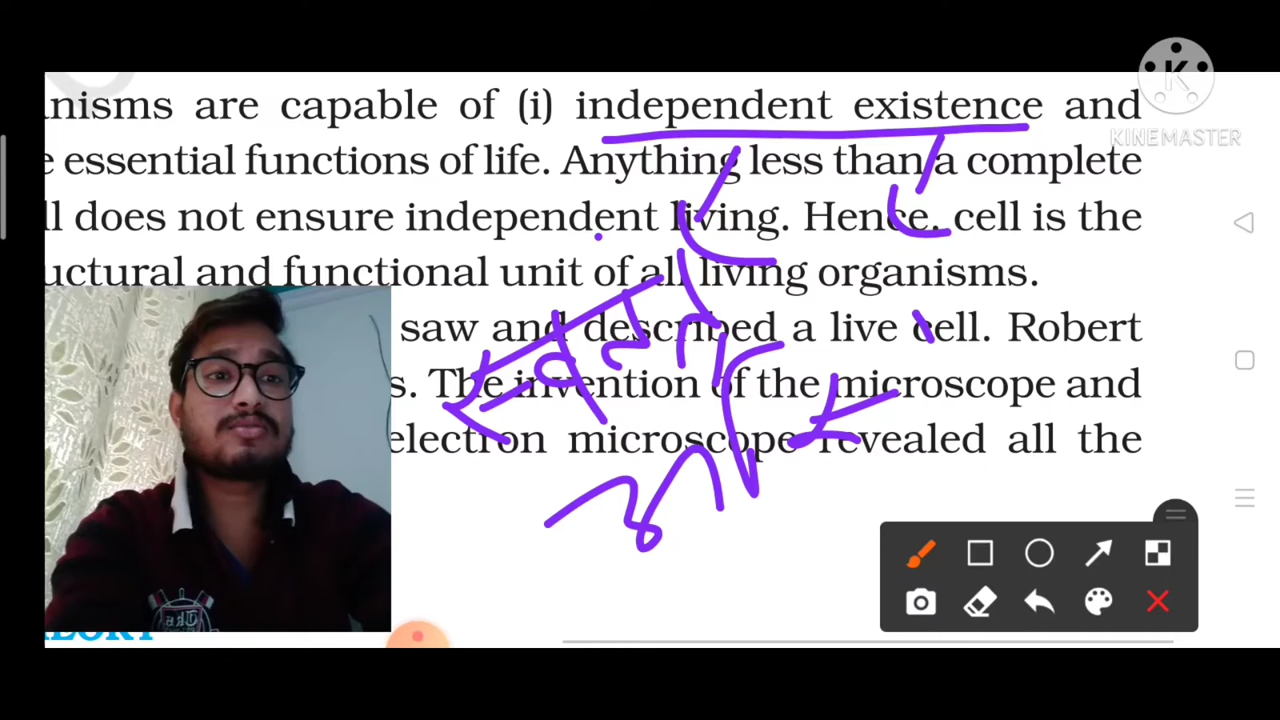 anisms are capable of (i) independent existence and
e essential functions of life. Anything less than a complete
ll does not ensure independent living. Hence, cell is the
uctural and functional unit of all living organisms.
saw and described a live cell. Robert
s. The invention of the microscope and
electron microscope revealed all the
KINEMASTER